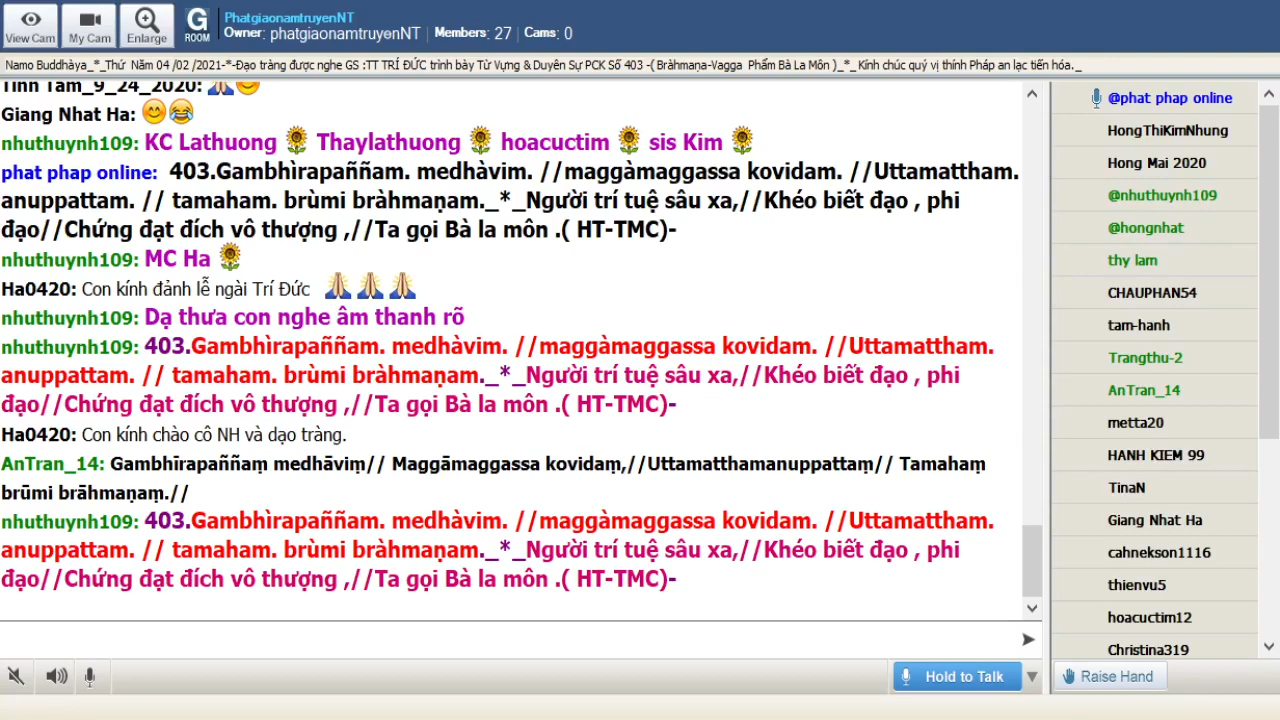 View Cam
My Cam
Enlarge
G
ROOM
PhatgiaonamtruyenNT
Owner: phatgiaonamtruyenNT | Members: 27 | Cams: 0
Namo Buddhàya_*_Thứ Năm 04 /02 /2021-*-Đạo tràng được nghe GS :TT TRÍ ĐỨC trình bày Từ Vựng & Duyên Sự PCK Số 403 -( Bràhmaṇa-Vagga Phẩm Bà La Môn )_*_ Kính chúc quý vị thính Pháp an lạc tiến hóa._
Tinh Tam_9_24_2020:
Giang Nhat Ha:
nhuthuynh109: KC Lathuong Thaylathuong hoacuctim sis Kim
phat phap online: 403.Gambhìrapaññam. medhàvim. //maggàmaggassa kovidam. //Uttamattham.
anuppattam. // tamaham. brùmi bràhmaṇam._*_Người trí tuệ sâu xa,//Khéo biết đạo , phi
đạo//Chứng đạt đích vô thượng ,//Ta gọi Bà la môn .( HT-TMC)-
nhuthuynh109: MC Ha
Ha0420: Con kính đảnh lễ ngài Trí Đức
nhuthuynh109: Dạ thưa con nghe âm thanh rõ
nhuthuynh109: 403.Gambhìrapaññam. medhàvim. //maggàmaggassa kovidam. //Uttamattham.
anuppattam. // tamaham. brùmi bràhmaṇam._*_Người trí tuệ sâu xa,//Khéo biết đạo , phi
đạo//Chứng đạt đích vô thượng ,//Ta gọi Bà la môn .( HT-TMC)-
Ha0420: Con kính chào cô NH và dạo tràng.
AnTran_14: Gambhīrapaññaṃ medhāviṃ// Maggāmaggassa kovidaṃ,//Uttamatthamanuppattaṃ// Tamahaṃ
brūmi brāhmaṇaṃ.//
nhuthuynh109: 403.Gambhìrapaññam. medhàvim. //maggàmaggassa kovidam. //Uttamattham.
anuppattam. // tamaham. brùmi bràhmaṇam._*_Người trí tuệ sâu xa,//Khéo biết đạo , phi
đạo//Chứng đạt đích vô thượng ,//Ta gọi Bà la môn .( HT-TMC)-
Hold to Talk
@phat phap online
HongThiKimNhung
Hong Mai 2020
@nhuthuynh109
@hongnhat
thy lam
CHAUPHAN54
tam-hanh
Trangthu-2
AnTran_14
metta20
HANH KIEM 99
TinaN
Giang Nhat Ha
cahnekson1116
thienvu5
hoacuctim12
Christina319
Raise Hand